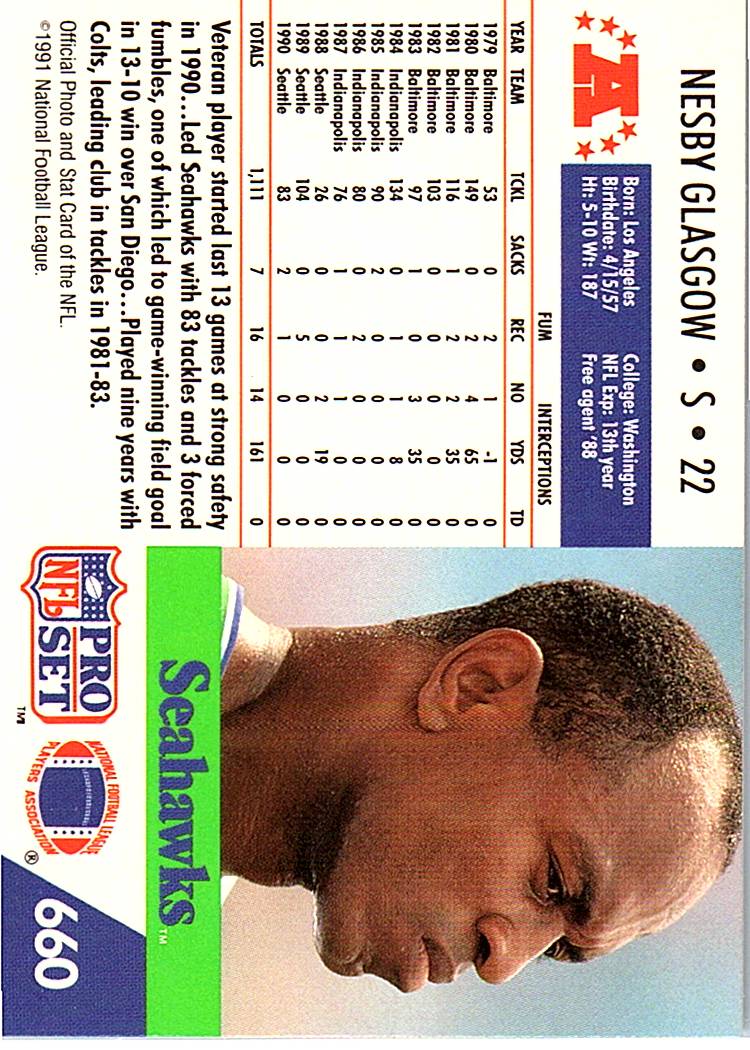 NESBY GLASGOW • S • 22
A
Born: Los Angeles College: Washington
Birthdate: 4/15/57 NFL Exp: 13th year
Ht: 5-10 Wt: 187 Free agent '88
FUM INTERCEPTIONS
YEAR TEAM TCKL SACKS REC NO YDS TD
1979 Baltimore 53 0 2 1 -1 0
1980 Baltimore 149 0 2 4 65 0
1981 Baltimore 116 1 2 2 35 0
1982 Baltimore 103 0 0 0 0 0
1983 Baltimore 97 1 0 3 35 0
1984 Indianapolis 134 0 1 1 8 0
1985 Indianapolis 90 2 0 0 0 0
1986 Indianapolis 80 0 2 0 0 0
1987 Indianapolis 76 1 1 1 0 0
1988 Seattle 26 0 0 2 19 0
1989 Seattle 104 0 5 0 0 0
1990 Seattle 83 2 1 0 0 0
TOTALS 1,111 7 16 14 161 0
Veteran player started last 13 games at strong safety
in 1990...Led Seahawks with 83 tackles and 3 forced
fumbles, one of which led to game-winning field goal
in 13-10 win over San Diego...Played nine years with
Colts, leading club in tackles in 1981-83.
Official Photo and Stat Card of the NFL.
©1991 National Football League.
Seahawks™
NFL PRO SET™
NATIONAL FOOTBALL LEAGUE PLAYERS ASSOCIATION®
660